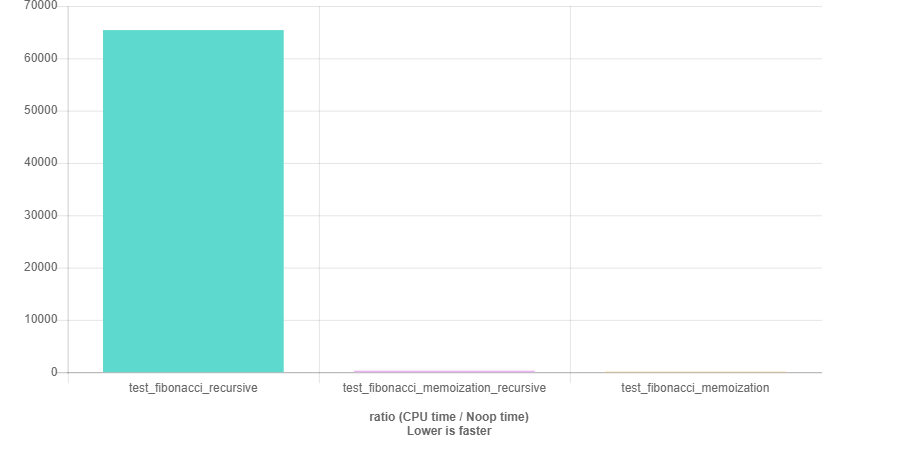 70000
60000
50000
40000
30000
20000
10000
0
test_fibonacci_recursive test_fibonacci_memoization_recursive test_fibonacci_memoization
ratio (CPU time / Noop time)
Lower is faster